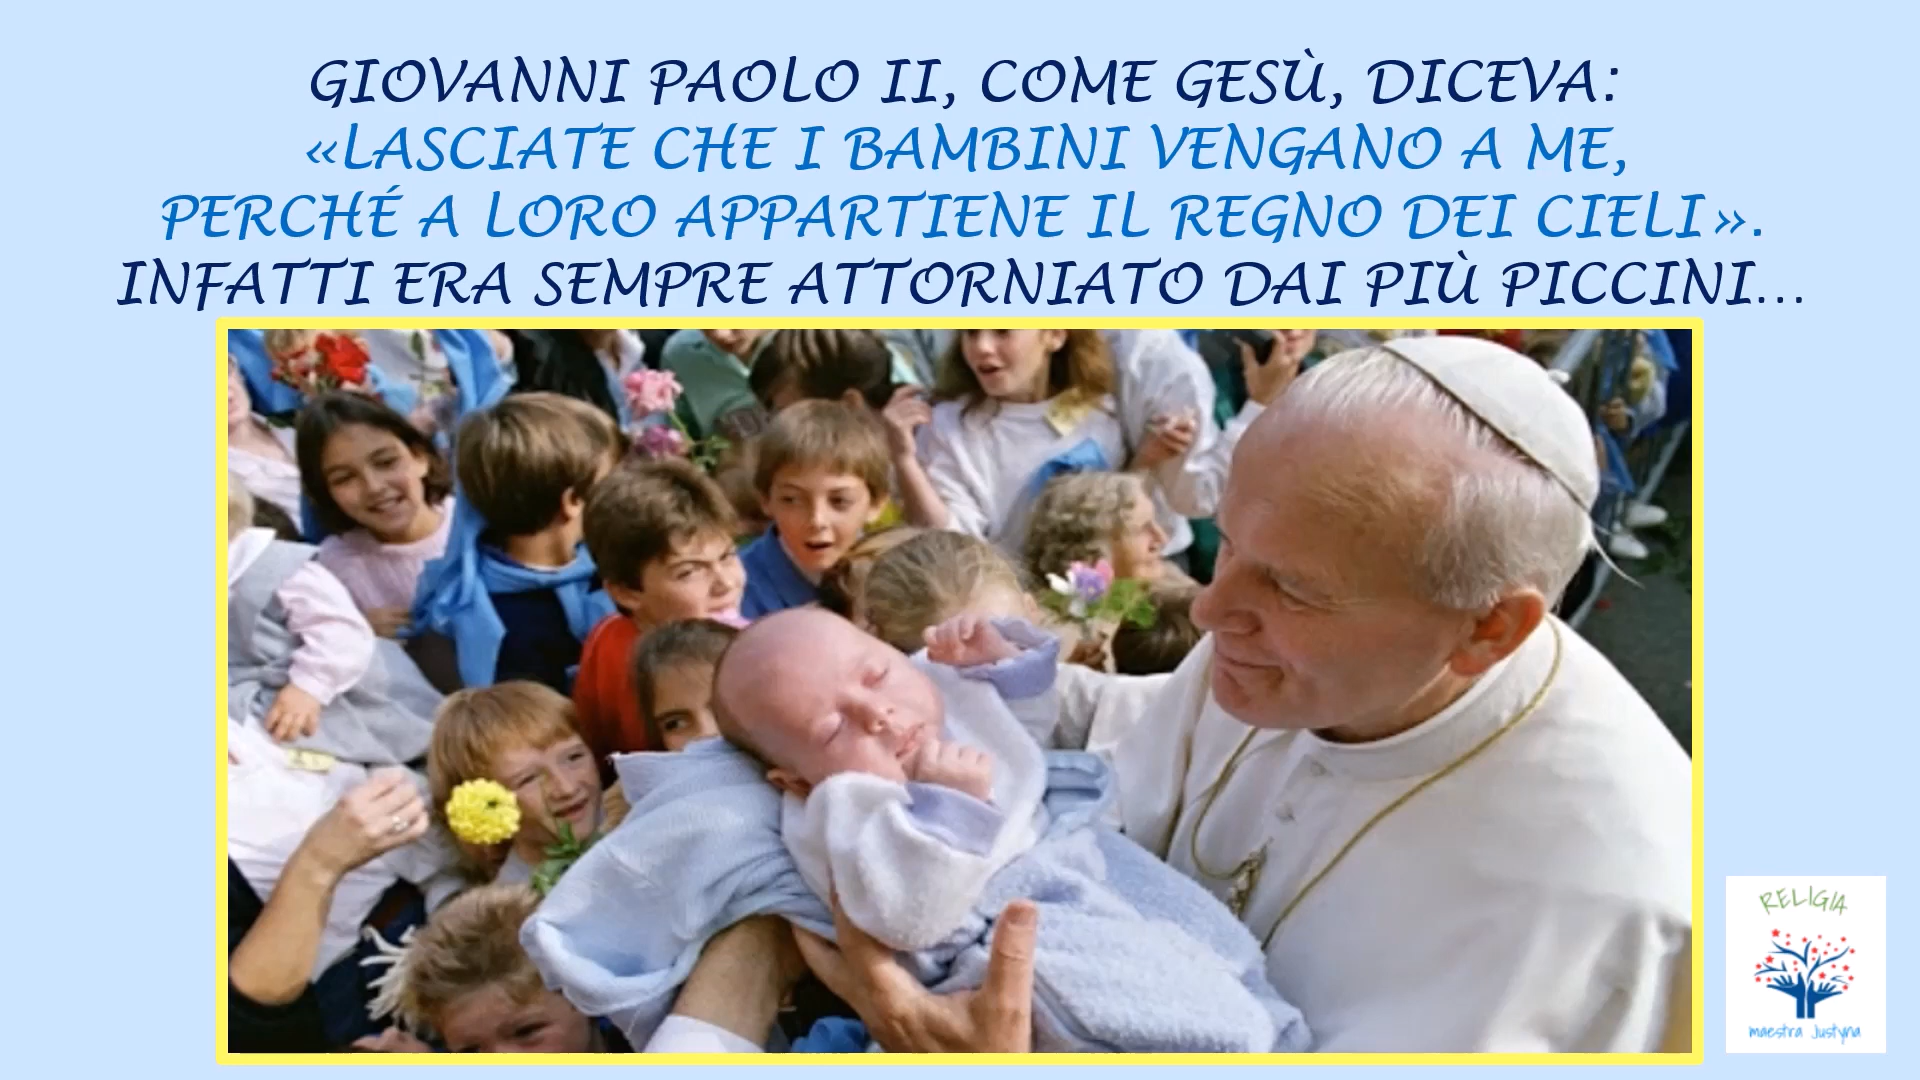 GIOVANNI PAOLO II, COME GESÙ, DICEVA:
«LASCIATE CHE I BAMBINI VENGANO A ME,
PERCHÉ A LORO APPARTIENE IL REGNO DEI CIELI».
INFATTI ERA SEMPRE ATTORNIATO DAI PIÙ PICCINI...
RELIGIA
maestra Justyna